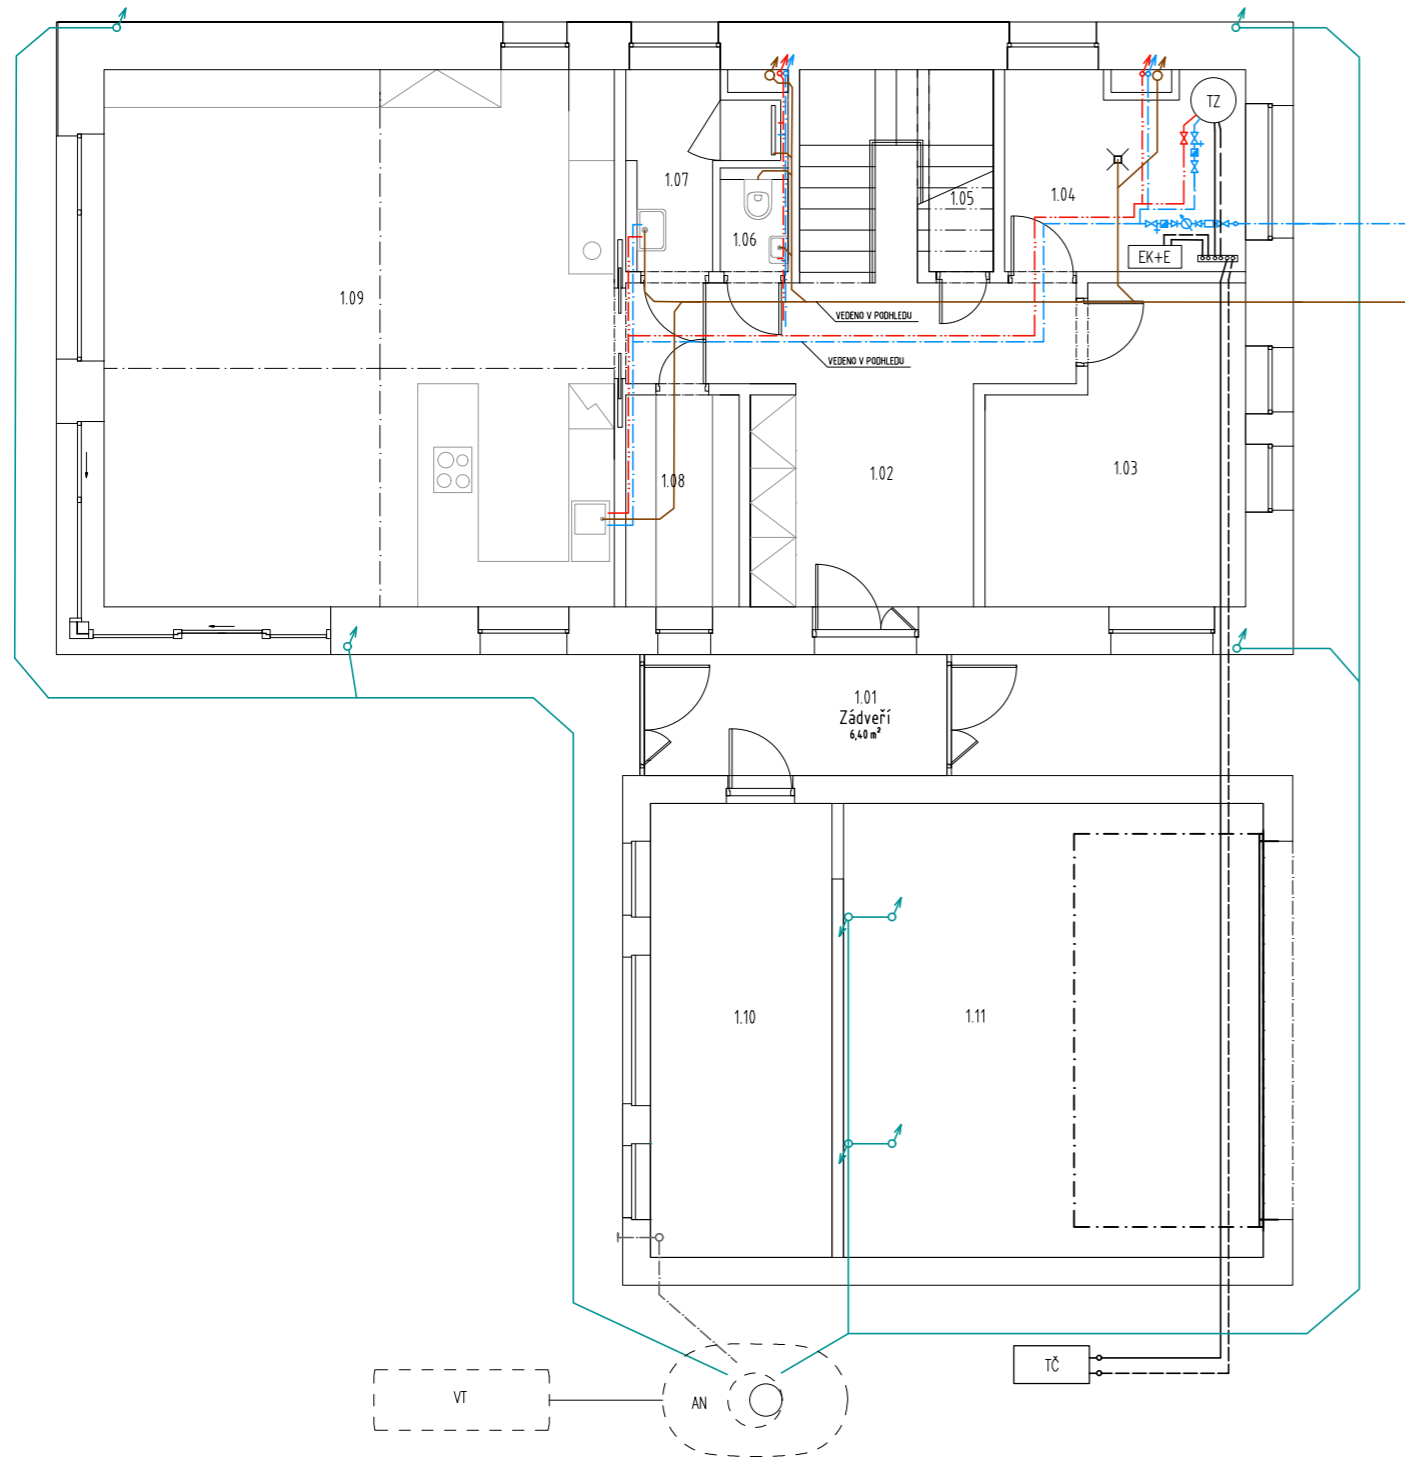 TZ
1.07
1.05
1.04
1.06
EK+E
1.09
VEDENO V PODHLEDU
VEDENO V PODHLEDU
1.08
1.02
1.03
1.01
Zádveří
6,40 m²
1.10
1.11
TČ
VT
AN